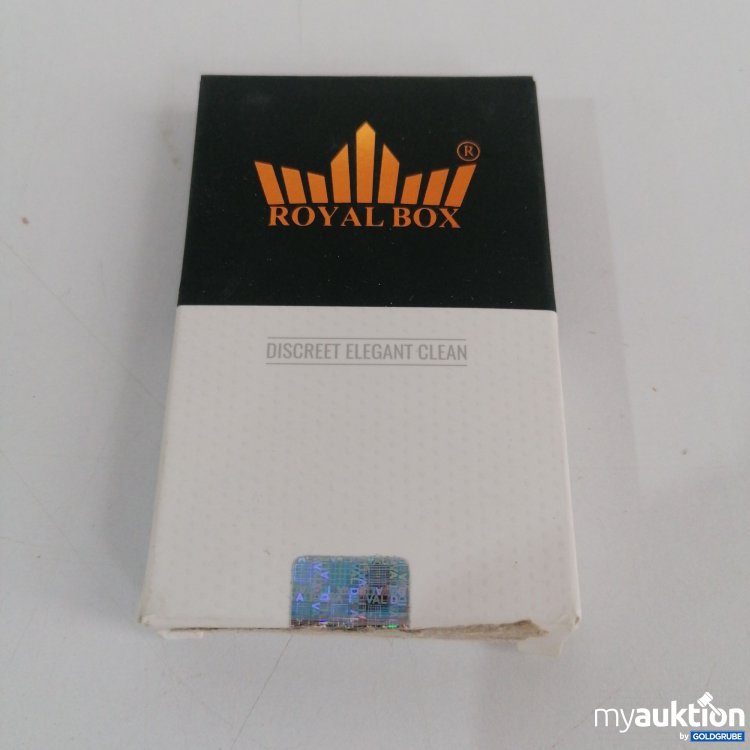 ®
ROYAL BOX
DISCREET ELEGANT CLEAN
myauktion
by GOLDGRUBE